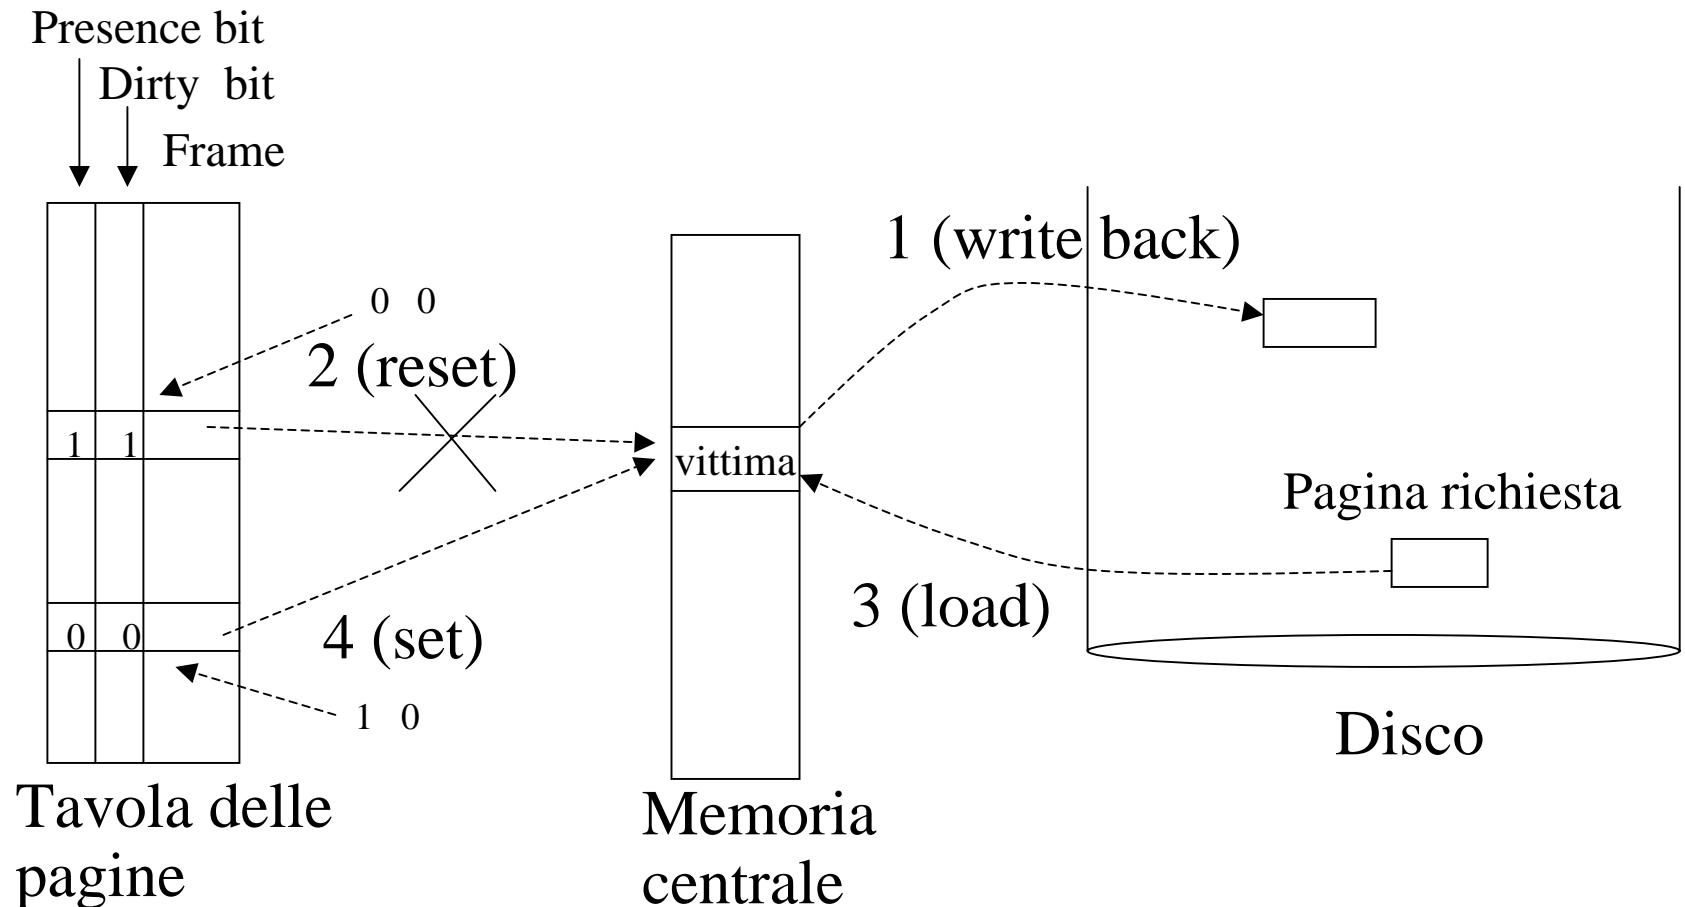 Presence bit
Dirty bit
Frame
1 (write back)
0 0
2 (reset)
1 1
vittima
Pagina richiesta
3 (load)
0 0
4 (set)
1 0
Disco
Tavola delle
pagine
Memoria
centrale